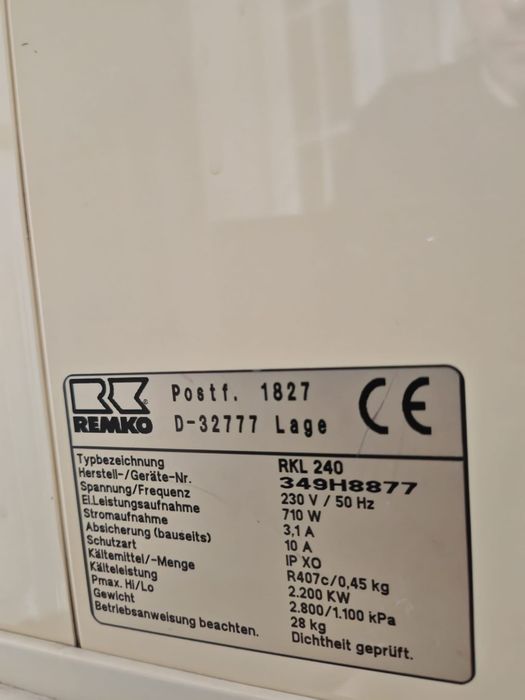 Postf. 1827
REMKO D-32777 Lage
CE
Typbezeichnung RKL 240
Herstell-/Geräte-Nr. 349H8877
Spannung/Frequenz 230 V / 50 Hz
El.Leistungsaufnahme 710 W
Stromaufnahme 3,1 A
Absicherung (bauseits) 10 A
Schutzart IP XO
Kältemittel/-Menge R407c/0,45 kg
Kälteleistung 2.200 KW
Pmax. Hi/Lo 2.800/1.100 kPa
Gewicht 28 kg
Betriebsanweisung beachten. Dichtheit geprüft.